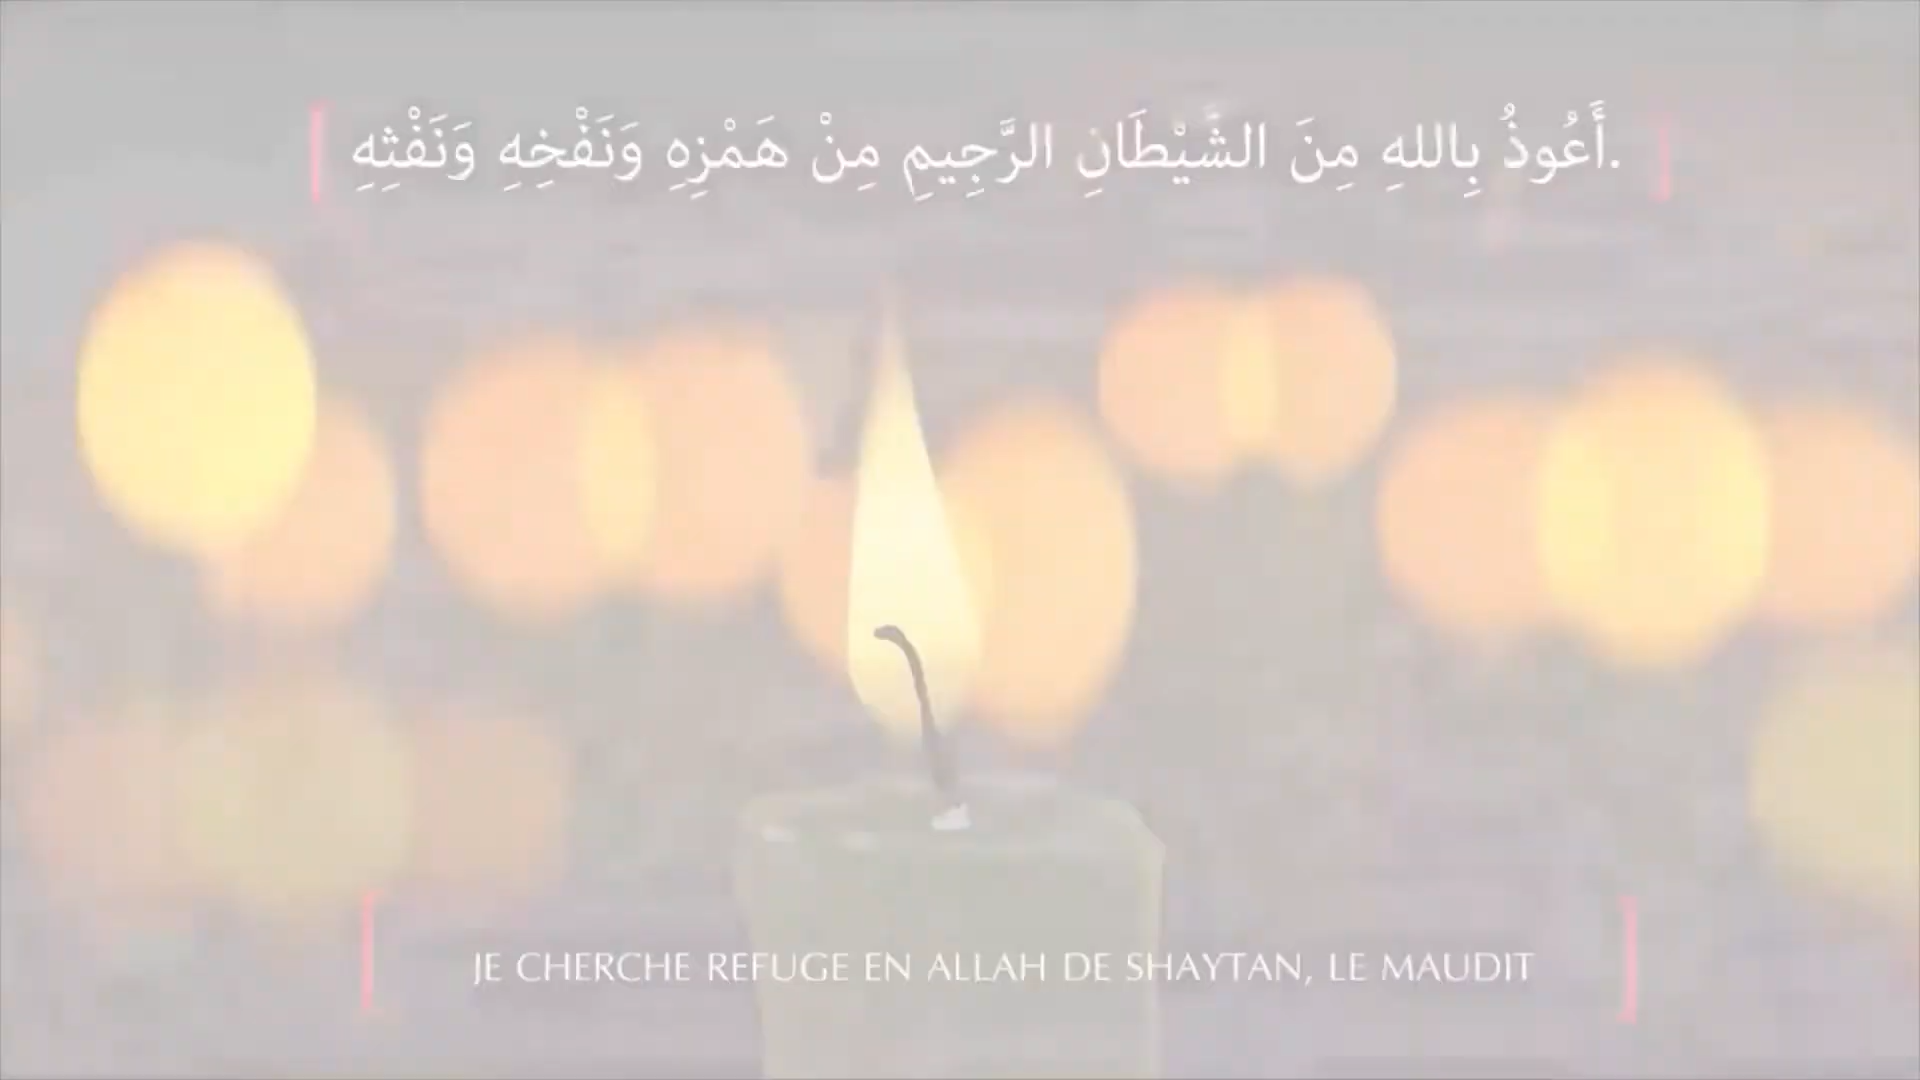 أَعُوذُ بِاللهِ مِنَ الشَّيْطَانِ الرَّجِيمِ مِنْ هَمْزِهِ وَنَفْخِهِ وَنَفْثِهِ.
JE CHERCHE REFUGE EN ALLAH DE SHAYTAN, LE MAUDIT